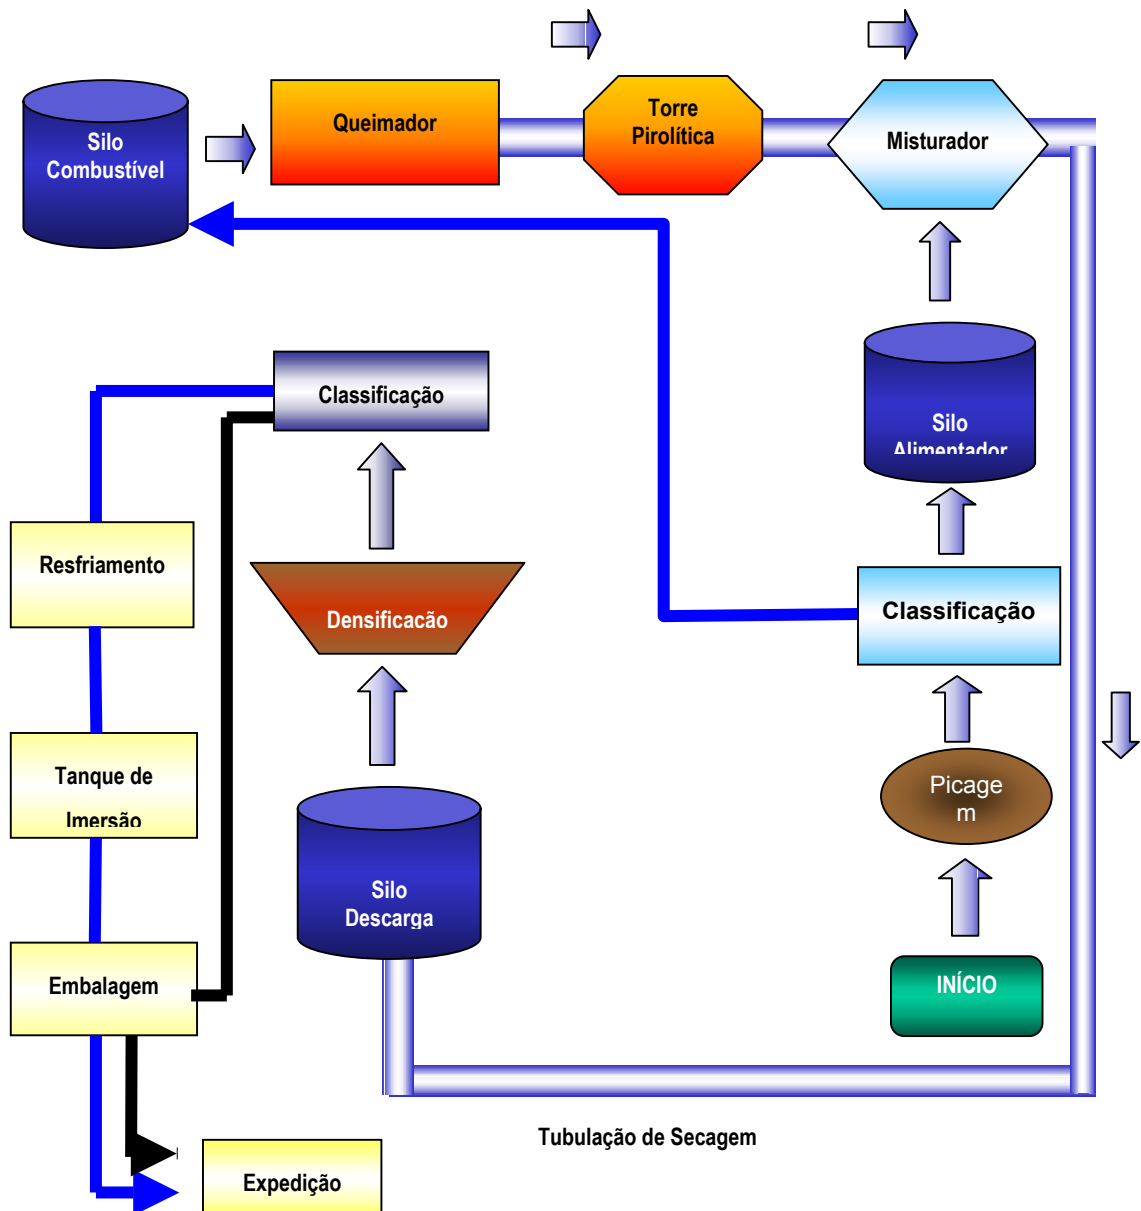 Queimador
Torre
Pirolítica
Misturador
Silo
Combustível
Classificação
Silo
Alimentador
Resfriamento
Densificacão
Classificação
Tanque de
Imersão
Picage
m
Silo
Descarga
Embalagem
INÍCIO
Tubulação de Secagem
Expedição